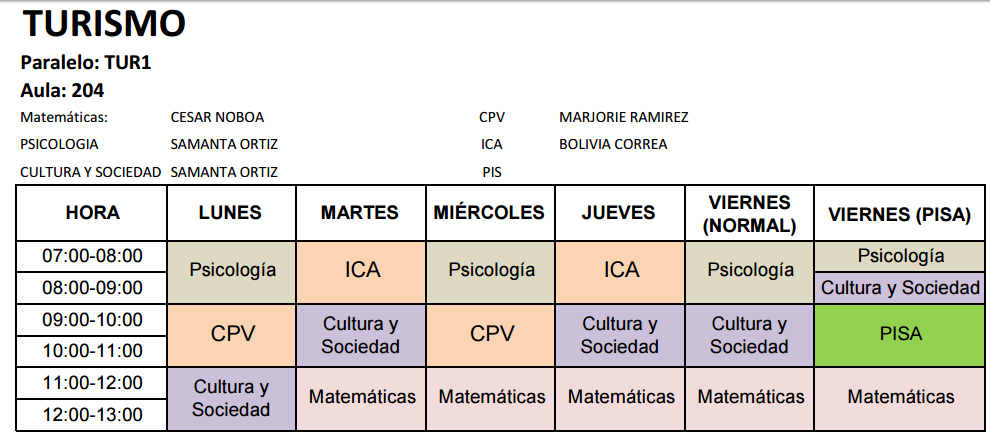 TURISMO
Paralelo: TUR1
Aula: 204
Matemáticas: CESAR NOBOA CPV MARJORIE RAMIREZ
PSICOLOGIA SAMANTA ORTIZ ICA BOLIVIA CORREA
CULTURA Y SOCIEDAD SAMANTA ORTIZ PIS
HORA LUNES MARTES MIÉRCOLES JUEVES VIERNES (NORMAL) VIERNES (PISA)
07:00-08:00 Psicología ICA Psicología ICA Psicología Psicología
08:00-09:00 Cultura y Sociedad
09:00-10:00 CPV Cultura y Sociedad CPV Cultura y Sociedad Cultura y Sociedad PISA
10:00-11:00
11:00-12:00 Cultura y Sociedad Matemáticas Matemáticas Matemáticas Matemáticas Matemáticas
12:00-13:00